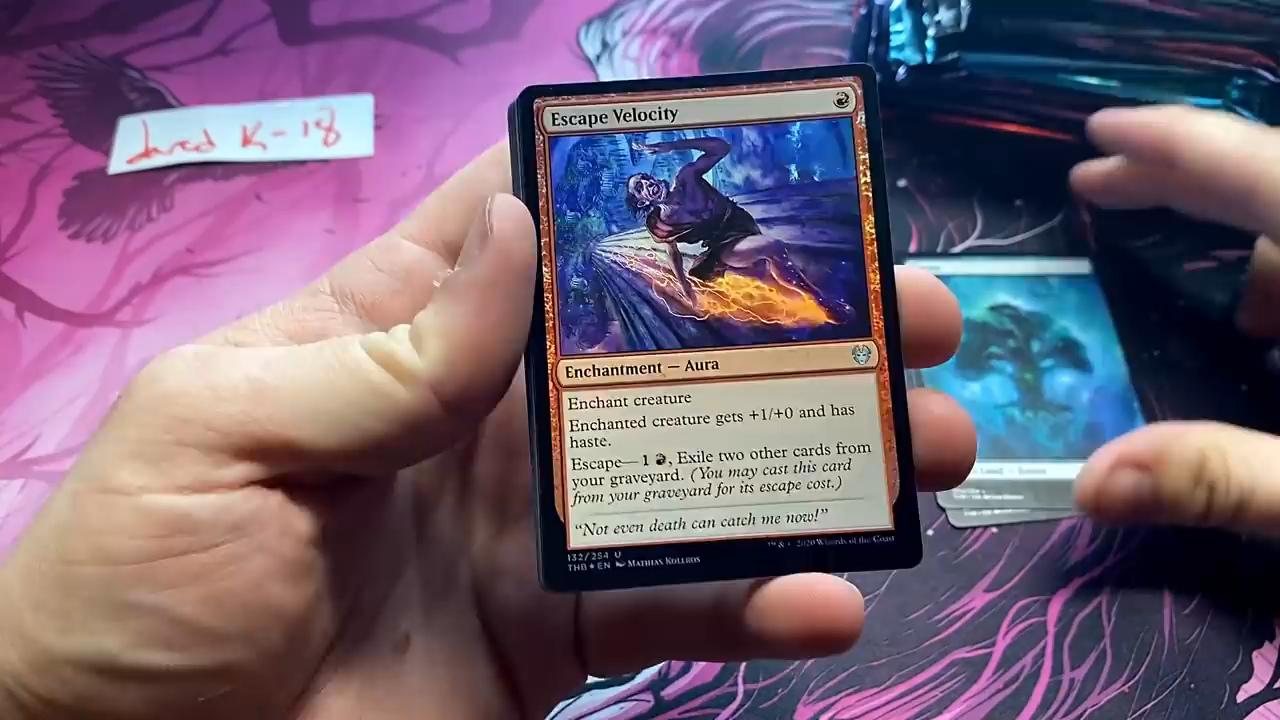 Jared K-18
Escape Velocity
Enchantment — Aura
Enchant creature
Enchanted creature gets +1/+0 and has
haste.
Escape—1 , Exile two other cards from
your graveyard. (You may cast this card
from your graveyard for its escape cost.)
"Not even death can catch me now!"
132/254 U
THB★EN Mathias Kollros
™ & © 2020 Wizards of the Coast